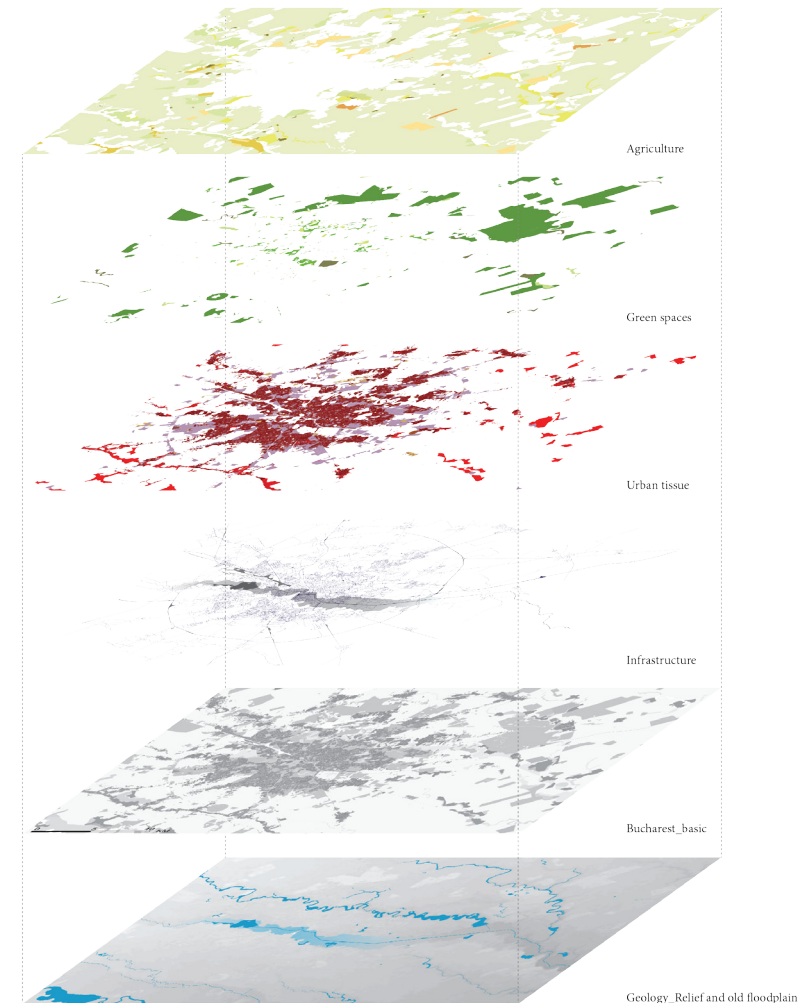 Agriculture
Green spaces
Urban tissue
Infrastructure
Bucharest_basic
Geology_Relief and old floodplain